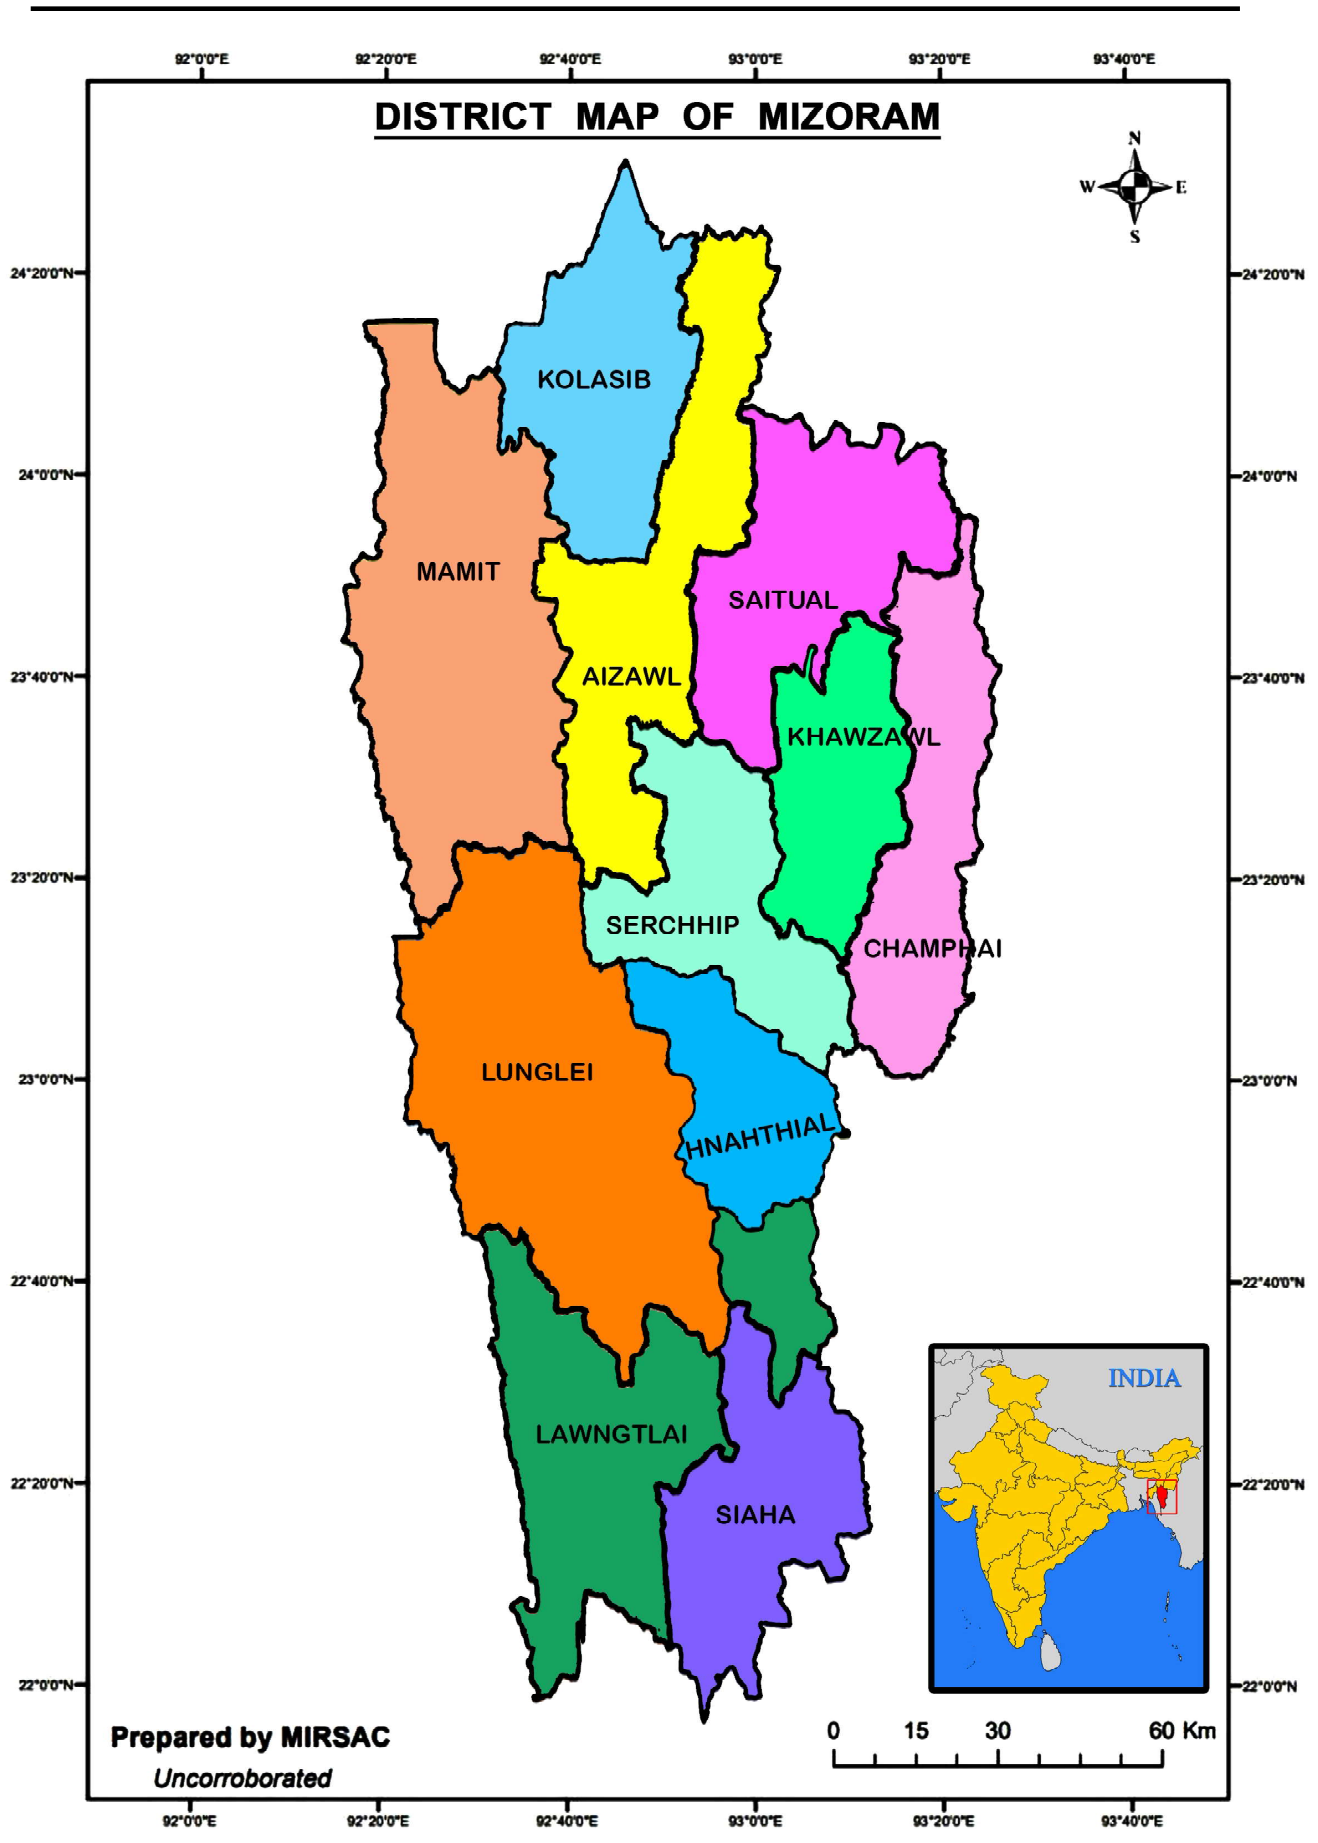 92°0'0"E 92°20'0"E 92°40'0"E 93°0'0"E 93°20'0"E 93°40'0"E
DISTRICT MAP OF MIZORAM
N
W E
S
24°20'0"N 24°20'0"N
KOLASIB
24°0'0"N 24°0'0"N
MAMIT
SAITUAL
23°40'0"N AIZAWL 23°40'0"N
KHAWZAWL
23°20'0"N 23°20'0"N
SERCHHIP
CHAMPHAI
LUNGLEI
23°0'0"N 23°0'0"N
HNAHTHIAL
22°40'0"N 22°40'0"N
INDIA
LAWNGTLAI
22°20'0"N 22°20'0"N
SIAHA
22°0'0"N 22°0'0"N
Prepared by MIRSAC
0 15 30 60 Km
Uncorroborated
92°0'0"E 92°20'0"E 92°40'0"E 93°0'0"E 93°20'0"E 93°40'0"E